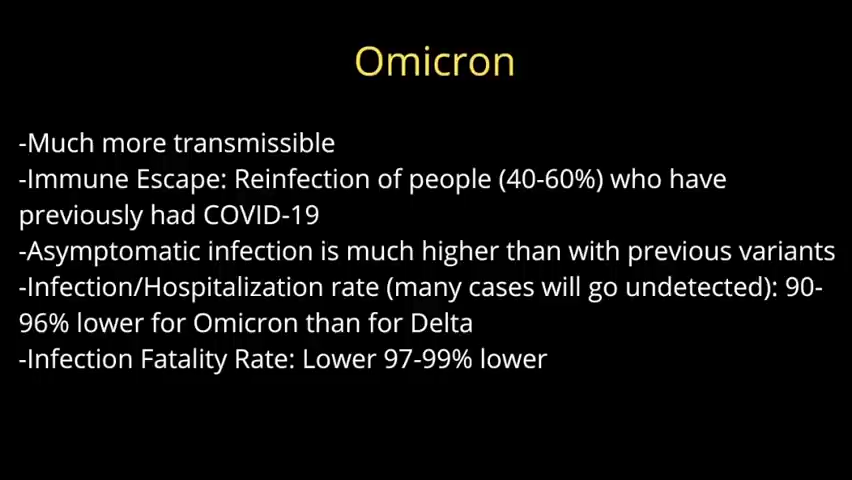 Omicron
-Much more transmissible
-Immune Escape: Reinfection of people (40-60%) who have
previously had COVID-19
-Asymptomatic infection is much higher than with previous variants
-Infection/Hospitalization rate (many cases will go undetected): 90-
96% lower for Omicron than for Delta
-Infection Fatality Rate: Lower 97-99% lower